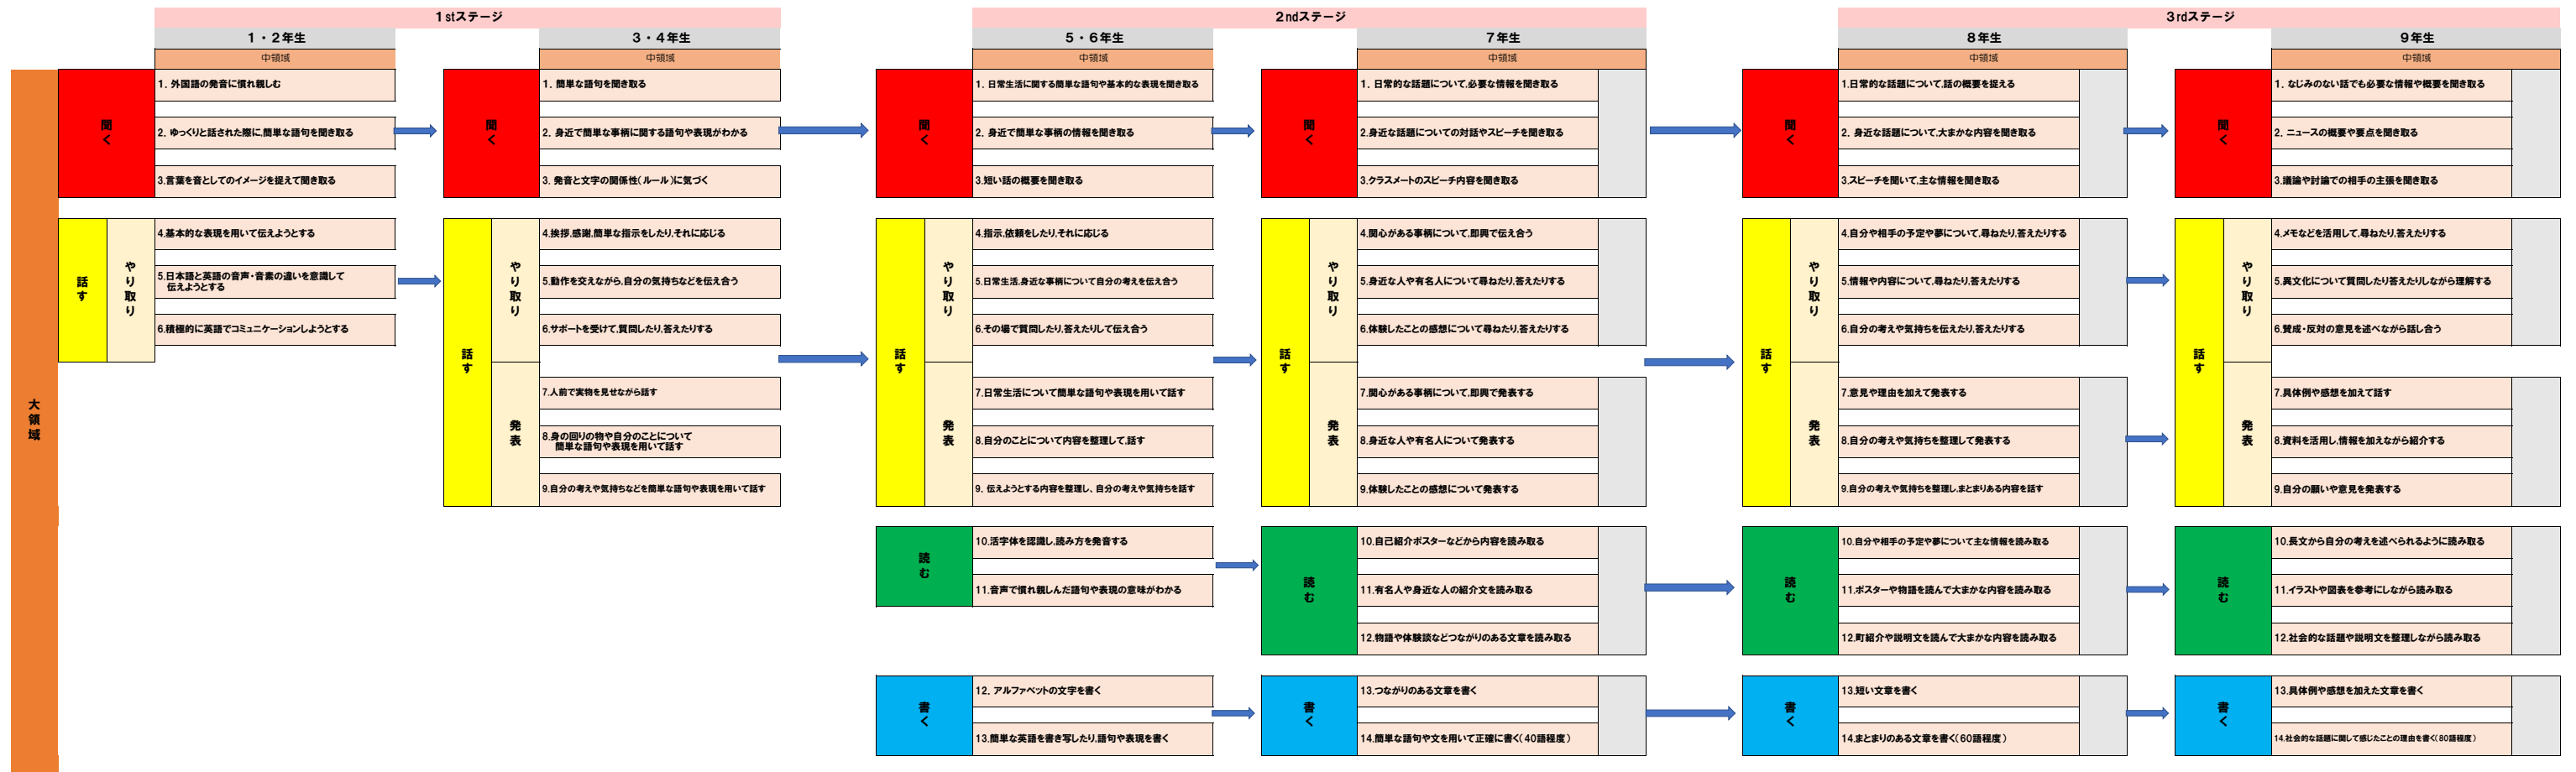 1stステージ
2ndステージ
3rdステージ
1・2年生
3・4年生
5・6年生
7年生
8年生
9年生
中領域
中領域
中領域
中領域
中領域
中領域
大領域
聞く
1. 外国語の発音に慣れ親しむ
2. ゆっくりと話された際に,簡単な語句を聞き取る
3.言葉を音としてのイメージを捉えて聞き取る
聞く
1. 簡単な語句を聞き取る
2. 身近で簡単な事柄に関する語句や表現がわかる
3. 発音と文字の関係性(ルール)に気づく
聞く
1. 日常生活に関する簡単な語句や基本的な表現を聞き取る
2. 身近で簡単な事柄の情報を聞き取る
3.短い話の概要を聞き取る
聞く
1. 日常的な話題について,必要な情報を聞き取る
2.身近な話題についての対話やスピーチを聞き取る
3.クラスメートのスピーチ内容を聞き取る
聞く
1.日常的な話題について,話の概要を捉える
2. 身近な話題について,大まかな内容を聞き取る
3.スピーチを聞いて,主な情報を聞き取る
聞く
1. なじみのない話でも必要な情報や概要を聞き取る
2. ニュースの概要や要点を聞き取る
3.議論や討論での相手の主張を聞き取る
話す
やり取り
4.基本的な表現を用いて伝えようとする
5.日本語と英語の音声・音素の違いを意識して
伝えようとする
6.積極的に英語でコミュニケーションしようとする
話す
やり取り
4.挨拶,感謝,簡単な指示をしたり,それに応じる
5.動作を交えながら,自分の気持ちなどを伝え合う
6.サポートを受けて,質問したり,答えたりする
発表
7.人前で実物を見せながら話す
8.身の回りの物や自分のことについて
簡単な語句や表現を用いて話す
9.自分の考えや気持ちなどを簡単な語句や表現を用いて話す
話す
やり取り
4.指示,依頼をしたり,それに応じる
5.日常生活,身近な事柄について自分の考えを伝え合う
6.その場で質問したり,答えたりして伝え合う
発表
7.日常生活について簡単な語句や表現を用いて話す
8.自分のことについて内容を整理して,話す
9. 伝えようとする内容を整理し、自分の考えや気持ちを話す
話す
やり取り
4.関心がある事柄について,即興で伝え合う
5.身近な人や有名人について尋ねたり,答えたりする
6.体験したことの感想について尋ねたり,答えたりする
発表
7.関心がある事柄について,即興で発表する
8.身近な人や有名人について発表する
9.体験したことの感想について発表する
話す
やり取り
4.自分や相手の予定や夢について,尋ねたり,答えたりする
5.情報や内容について,尋ねたり,答えたりする
6.自分の考えや気持ちを伝えたり,答えたりする
発表
7.意見や理由を加えて発表する
8.自分の考えや気持ちを整理して発表する
9.自分の考えや気持ちを整理し,まとまりある内容を話す
話す
やり取り
4.メモなどを活用して,尋ねたり,答えたりする
5.異文化について質問したり答えたりしながら理解する
6.賛成・反対の意見を述べながら話し合う
発表
7.具体例や感想を加えて話す
8.資料を活用し,情報を加えながら紹介する
9.自分の願いや意見を発表する
読む
10.活字体を認識し,読み方を発音する
11.音声で慣れ親しんだ語句や表現の意味がわかる
読む
10.自己紹介ポスターなどから内容を読み取る
11.有名人や身近な人の紹介文を読み取る
12.物語や体験談などつながりのある文章を読み取る
読む
10.自分や相手の予定や夢について主な情報を読み取る
11.ポスターや物語を読んで大まかな内容を読み取る
12.町紹介や説明文を読んで大まかな内容を読み取る
読む
10.長文から自分の考えを述べられるように読み取る
11.イラストや図表を参考にしながら読み取る
12.社会的な話題や説明文を整理しながら読み取る
書く
12. アルファベットの文字を書く
13.簡単な英語を書き写したり,語句や表現を書く
書く
13.つながりのある文章を書く
14.簡単な語句や文を用いて正確に書く(40語程度)
書く
13.短い文章を書く
14.まとまりのある文章を書く(60語程度)
書く
13.具体例や感想を加えた文章を書く
14.社会的な話題に関して感じたことの理由を書く(80語程度)